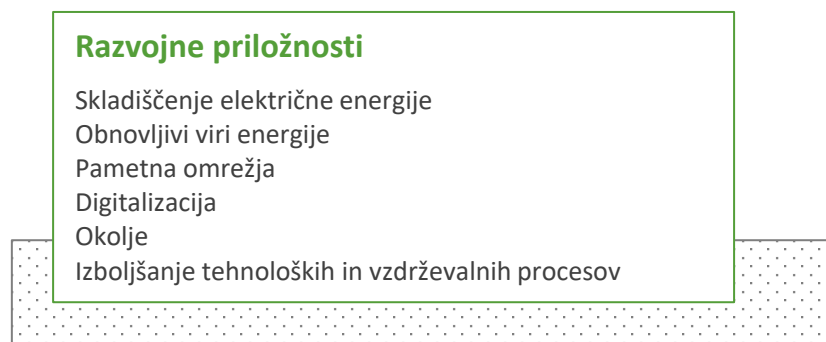 Razvojne priložnosti
Skladiščenje električne energije
Obnovljivi viri energije
Pametna omrežja
Digitalizacija
Okolje
Izboljšanje tehnoloških in vzdrževalnih procesov